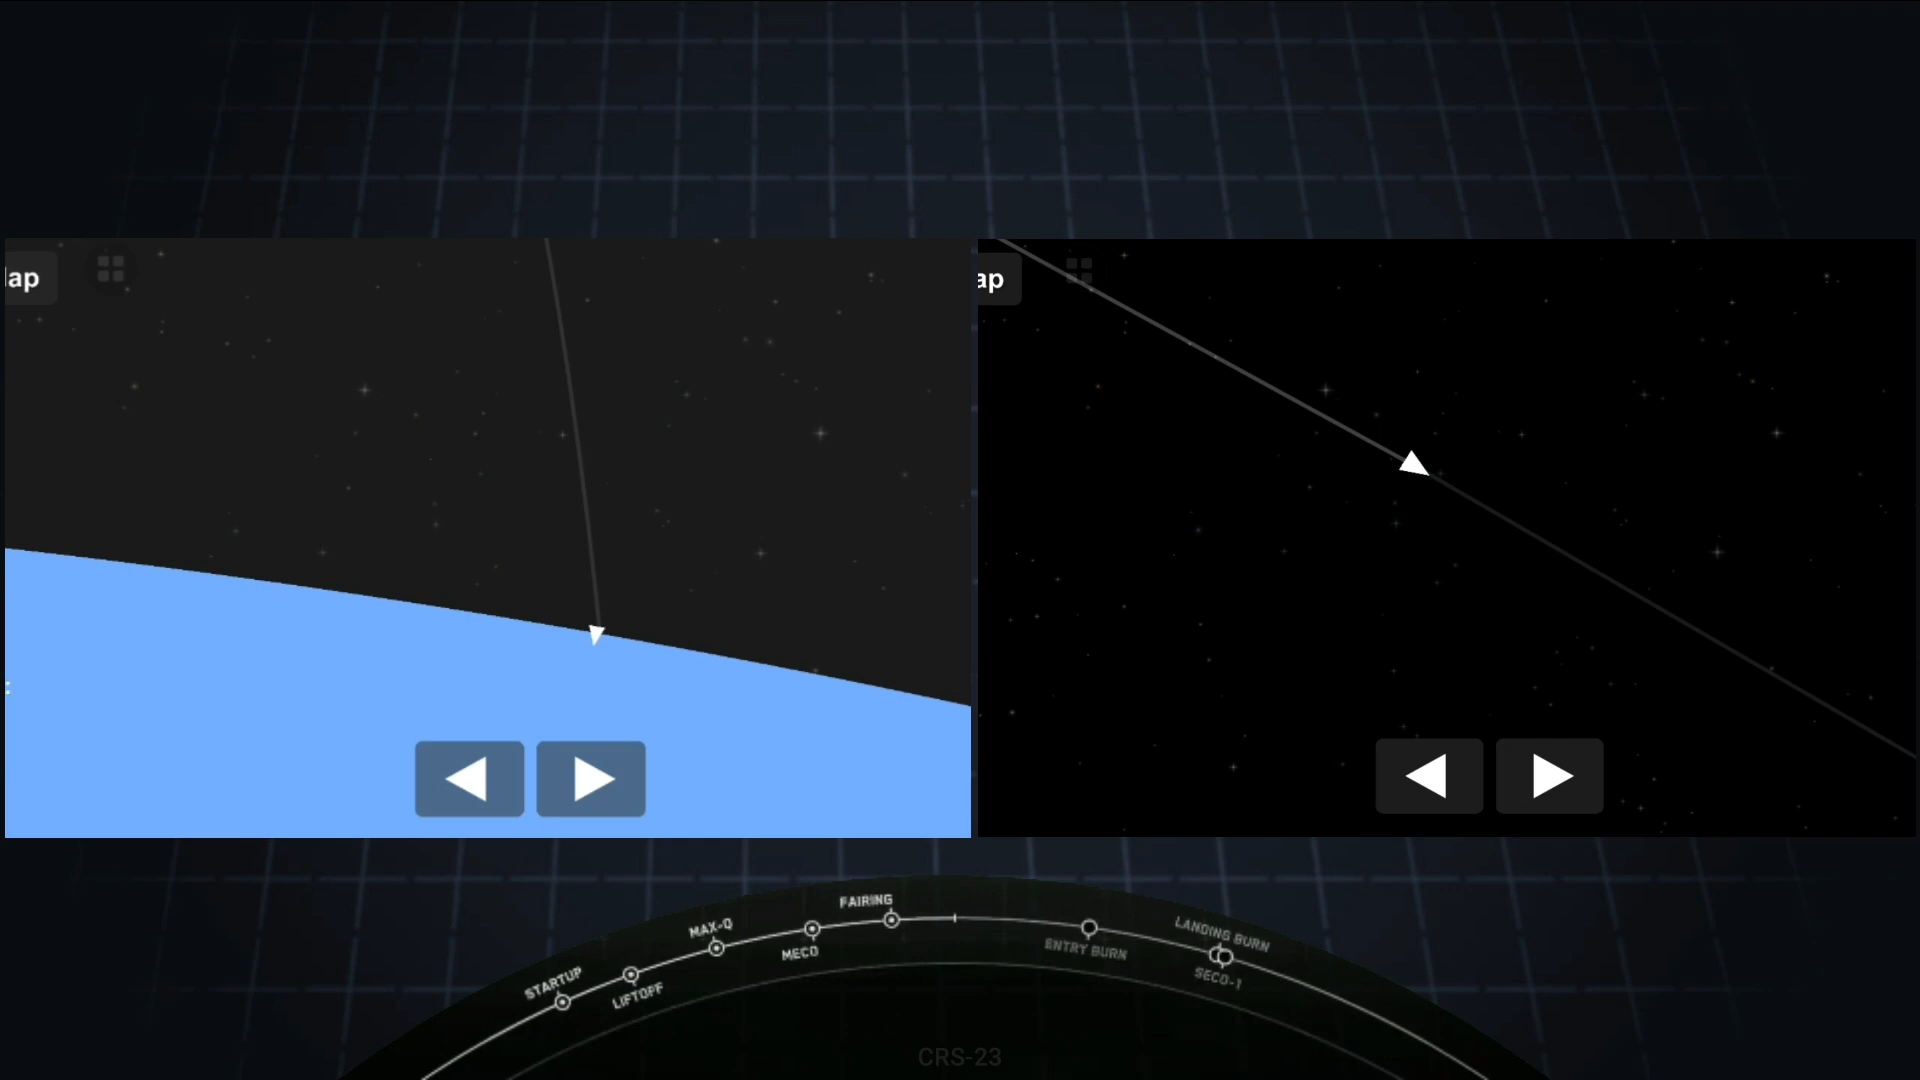 ap
ap
FAIRING
MAX-Q
MECO
LANDING BURN
ENTRY BURN
STARTUP
LIFTOFF
SECO-1
CRS-23